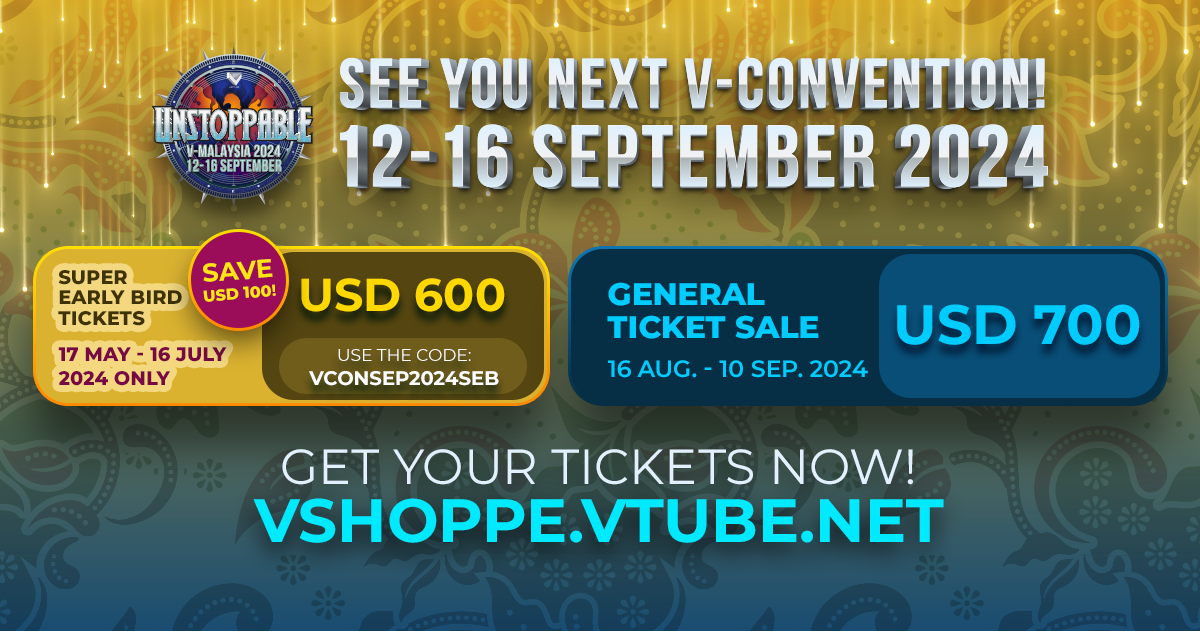 UNSTOPPABLE
V-MALAYSIA 2024
12-16 SEPTEMBER
SEE YOU NEXT V-CONVENTION!
12-16 SEPTEMBER 2024
SUPER
EARLY BIRD
TICKETS
17 MAY - 16 JULY
2024 ONLY
SAVE
USD 100!
USD 600
USE THE CODE:
VCONSEP2024SEB
GENERAL
TICKET SALE
16 AUG. - 10 SEP. 2024
USD 700
GET YOUR TICKETS NOW!
VSHOPPE.VTUBE.NET